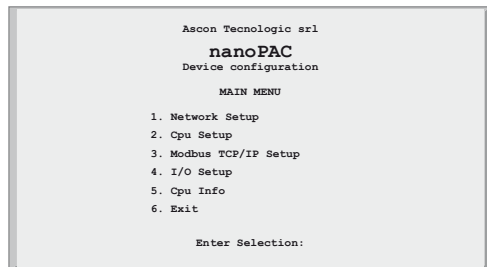 Ascon Tecnologic srl
nanoPAC
Device configuration
MAIN MENU
1. Network Setup
2. Cpu Setup
3. Modbus TCP/IP Setup
4. I/O Setup
5. Cpu Info
6. Exit
Enter Selection: